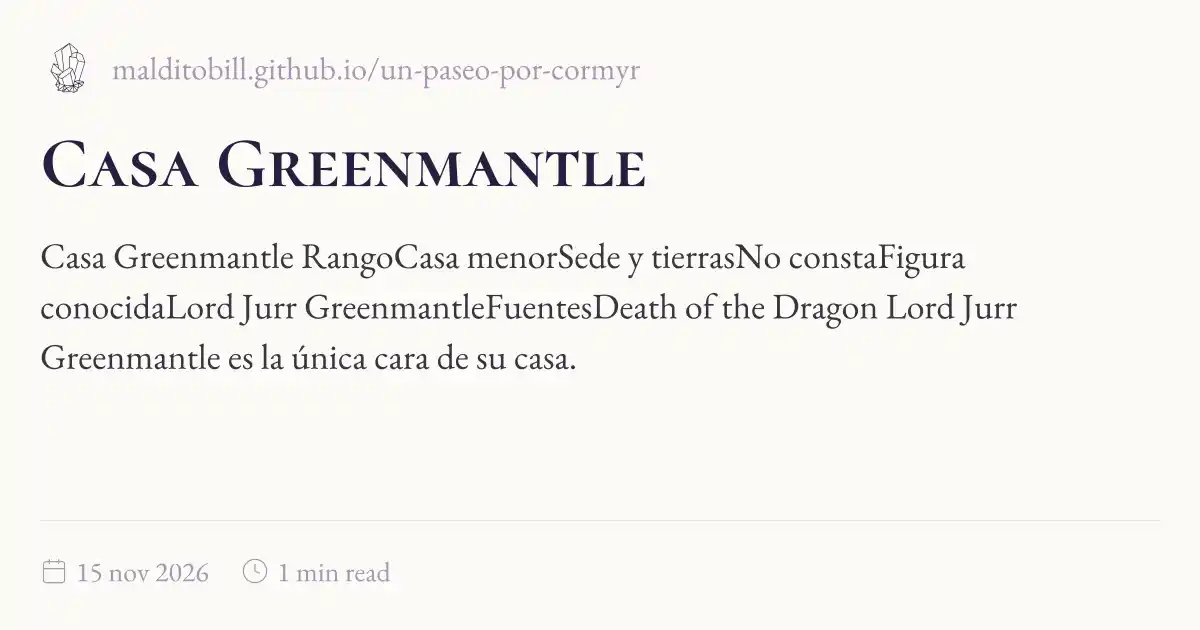 malditobill.github.io/un-paseo-por-cormyr
Casa Greenmantle
Casa Greenmantle RangoCasa menorSede y tierrasNo constaFigura
conocidaLord Jurr GreenmantleFuentesDeath of the Dragon Lord Jurr
Greenmantle es la única cara de su casa.
15 nov 2026 1 min read